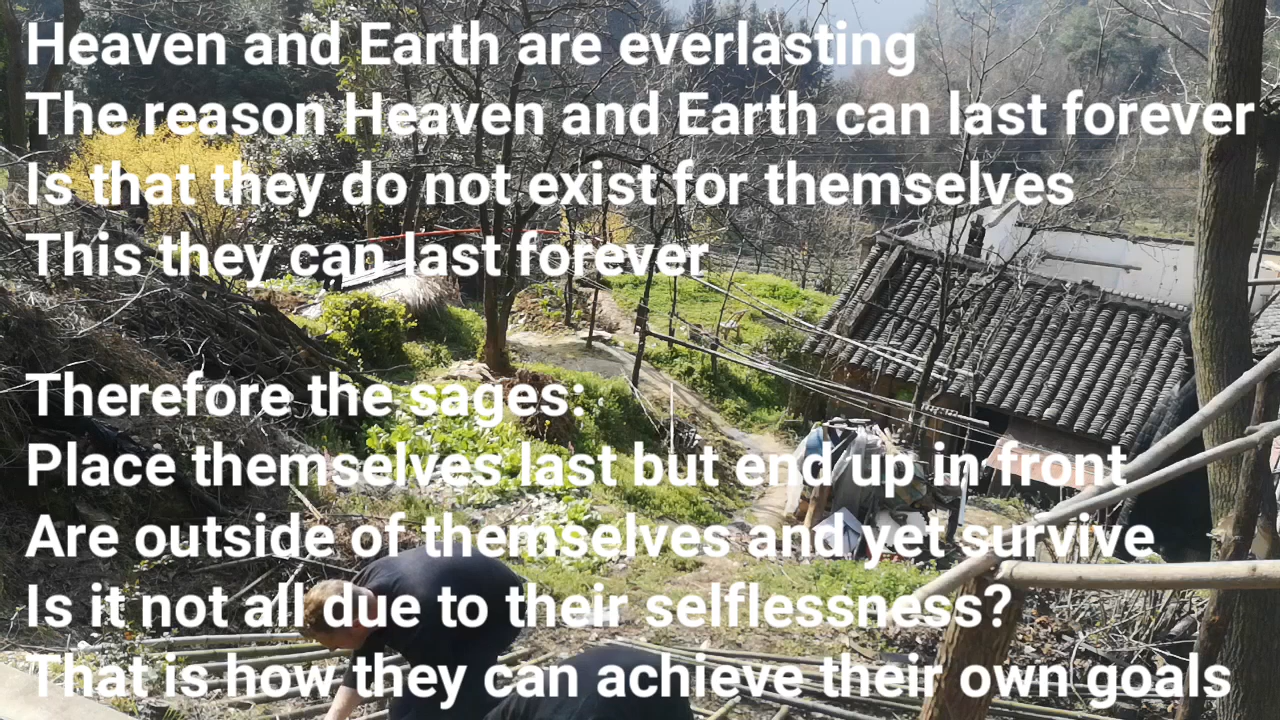 Heaven and Earth are everlasting
The reason Heaven and Earth can last forever
Is that they do not exist for themselves
This they can last forever
Therefore the sages:
Place themselves last but end up in front
Are outside of themselves and yet survive
Is it not all due to their selflessness?
That is how they can achieve their own goals